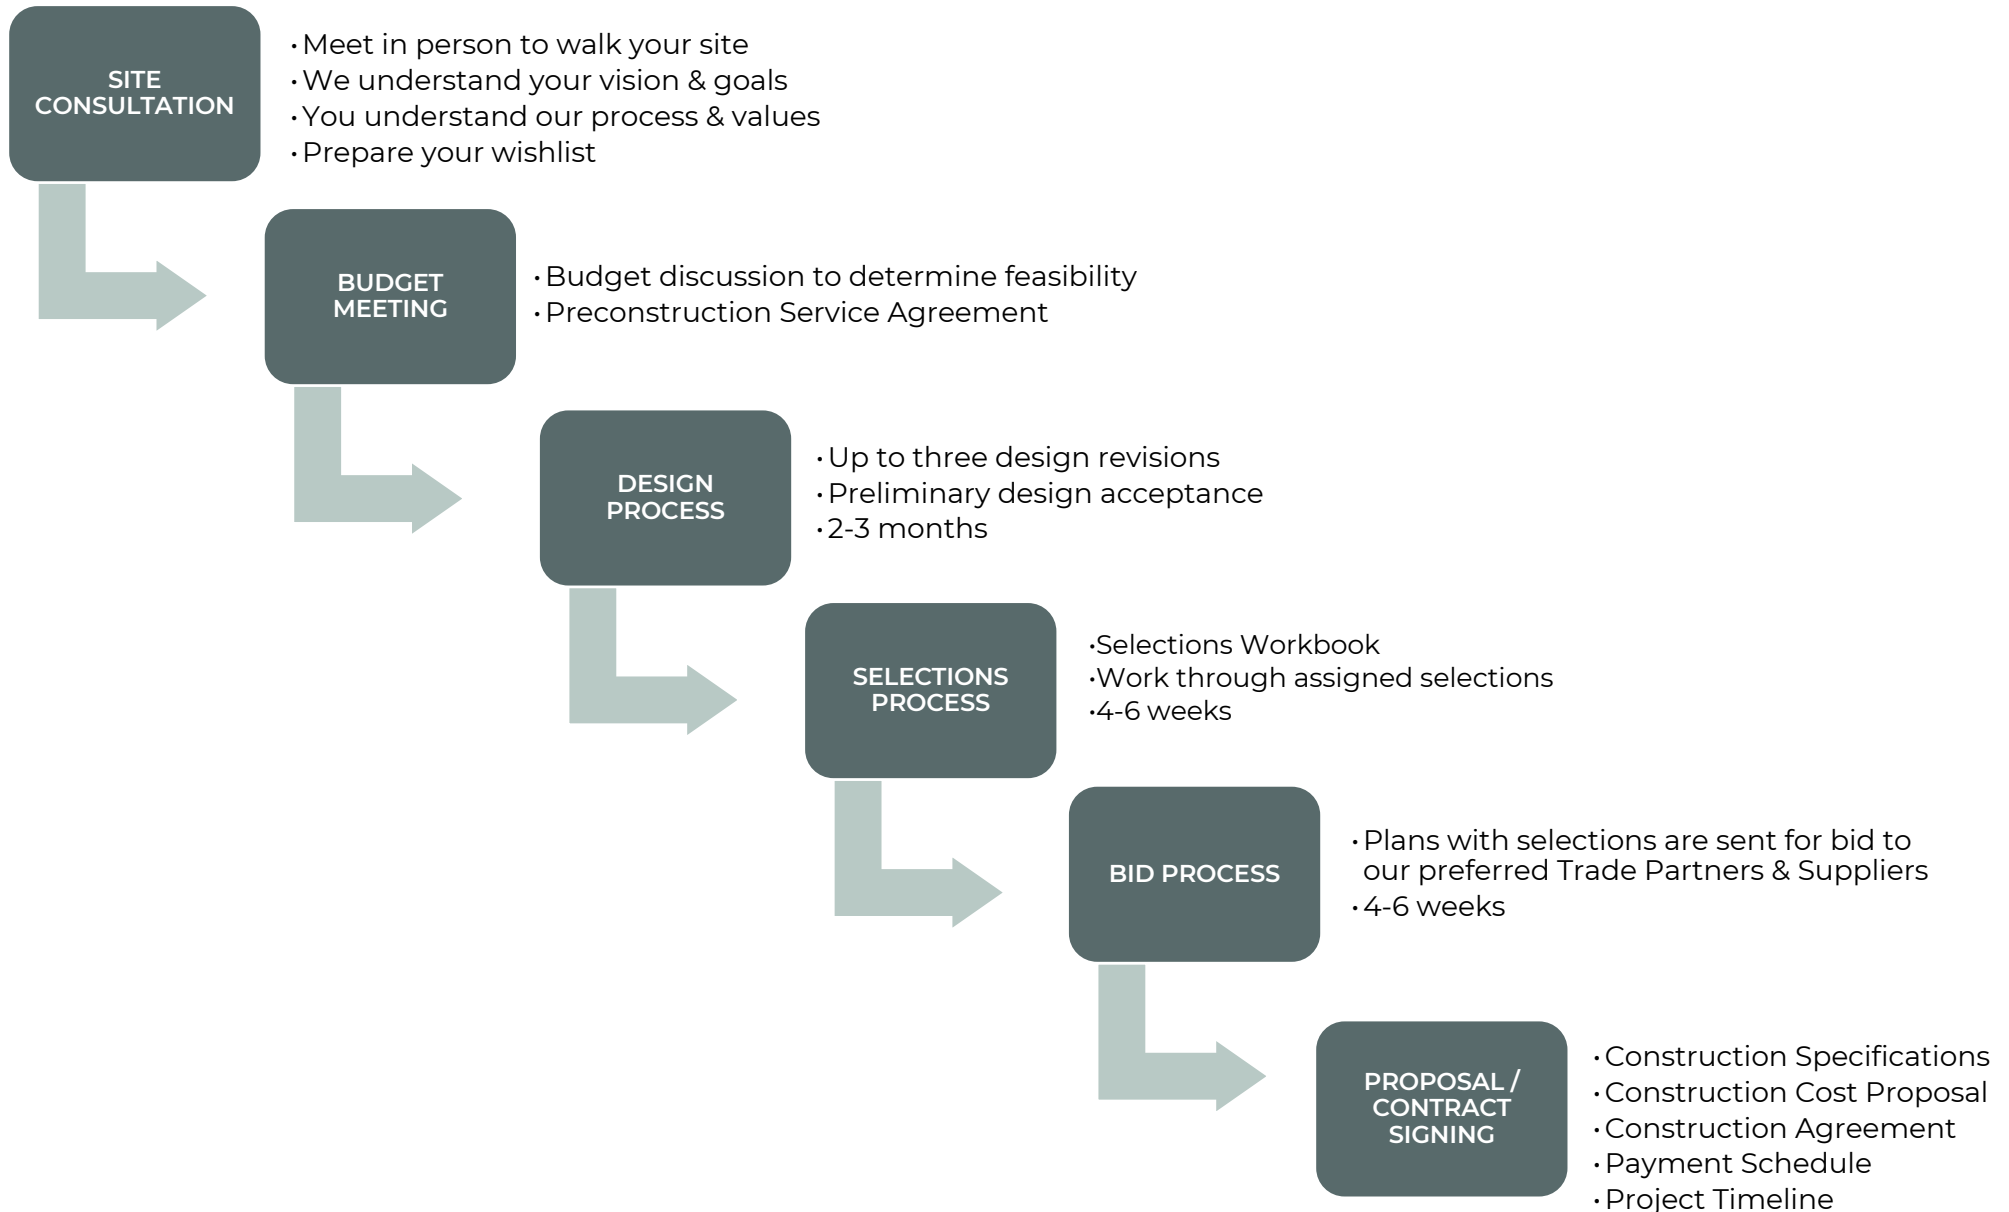 SITE
CONSULTATION
· Meet in person to walk your site
· We understand your vision & goals
· You understand our process & values
· Prepare your wishlist
BUDGET
MEETING
· Budget discussion to determine feasibility
· Preconstruction Service Agreement
DESIGN
PROCESS
· Up to three design revisions
· Preliminary design acceptance
· 2-3 months
SELECTIONS
PROCESS
·Selections Workbook
·Work through assigned selections
·4-6 weeks
BID PROCESS
· Plans with selections are sent for bid to
our preferred Trade Partners & Suppliers
· 4-6 weeks
PROPOSAL /
CONTRACT
SIGNING
· Construction Specifications
· Construction Cost Proposal
· Construction Agreement
· Payment Schedule
· Project Timeline